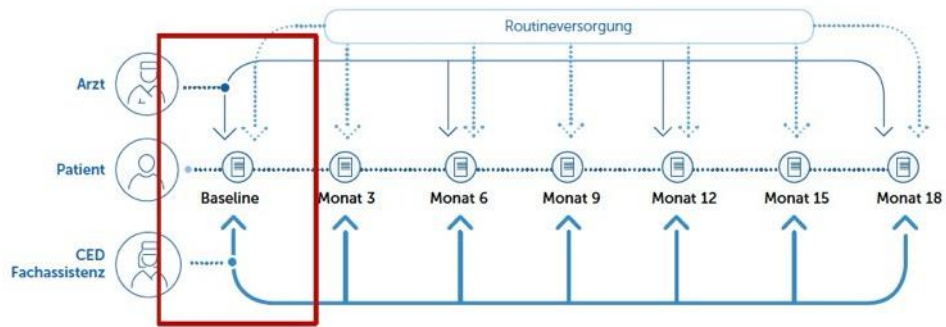 Routineversorgung
Arzt
Patient
Baseline
Monat 3
Monat 6
Monat 9
Monat 12
Monat 15
Monat 18
CED
Fachassistenz